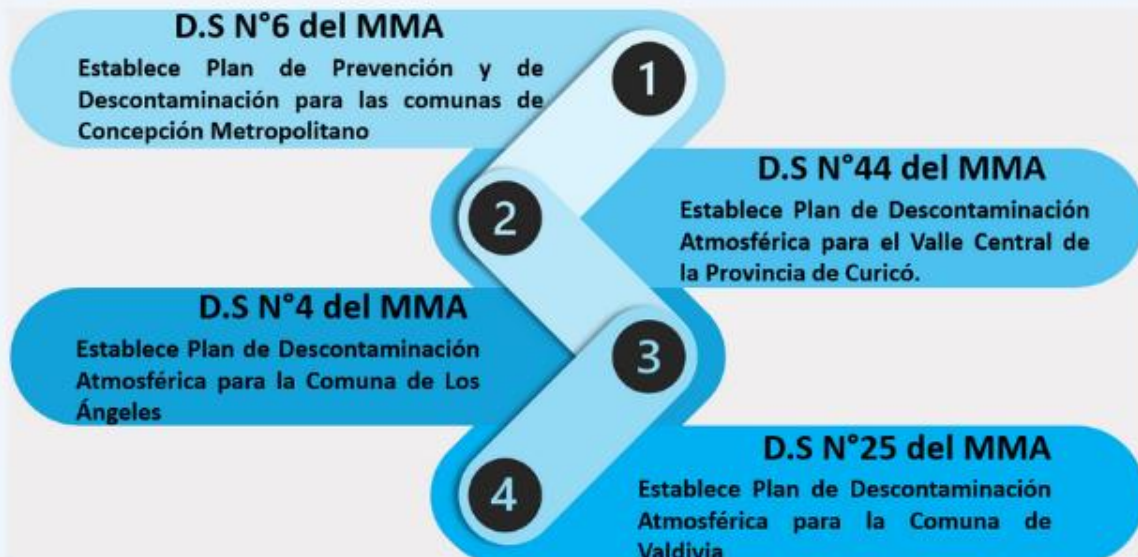 D.S N°6 del MMA
Establece Plan de Prevención y de
Descontaminación para las comunas de
Concepción Metropolitano
1
D.S N°44 del MMA
Establece Plan de Descontaminación
Atmosférica para el Valle Central de
la Provincia de Curicó.
2
D.S N°4 del MMA
Establece Plan de Descontaminación
Atmosférica para la Comuna de Los
Ángeles
3
D.S N°25 del MMA
Establece Plan de Descontaminación
Atmosférica para la Comuna de
Valdivia
4